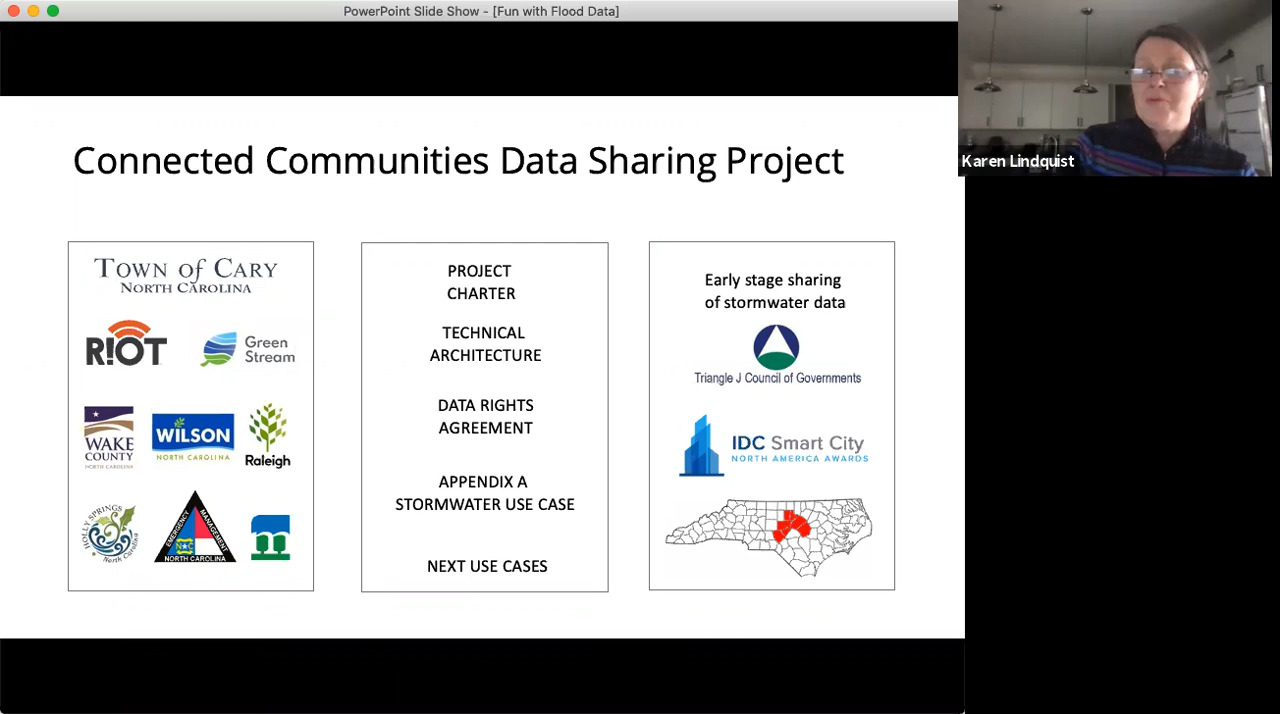 PowerPoint Slide Show - [Fun with Flood Data]
Karen Lindquist
Connected Communities Data Sharing Project
TOWN OF CARY
NORTH CAROLINA
R!OT
Green
Stream
WAKE
COUNTY
NORTH CAROLINA
WILSON
NORTH CAROLINA
Raleigh
HOLLY SPRINGS
North Carolina
EMERGENCY
MANAGEMENT
NC
NORTH CAROLINA
PROJECT
CHARTER
TECHNICAL
ARCHITECTURE
DATA RIGHTS
AGREEMENT
APPENDIX A
STORMWATER USE CASE
NEXT USE CASES
Early stage sharing
of stormwater data
Triangle J Council of Governments
IDC Smart City
NORTH AMERICA AWARDS